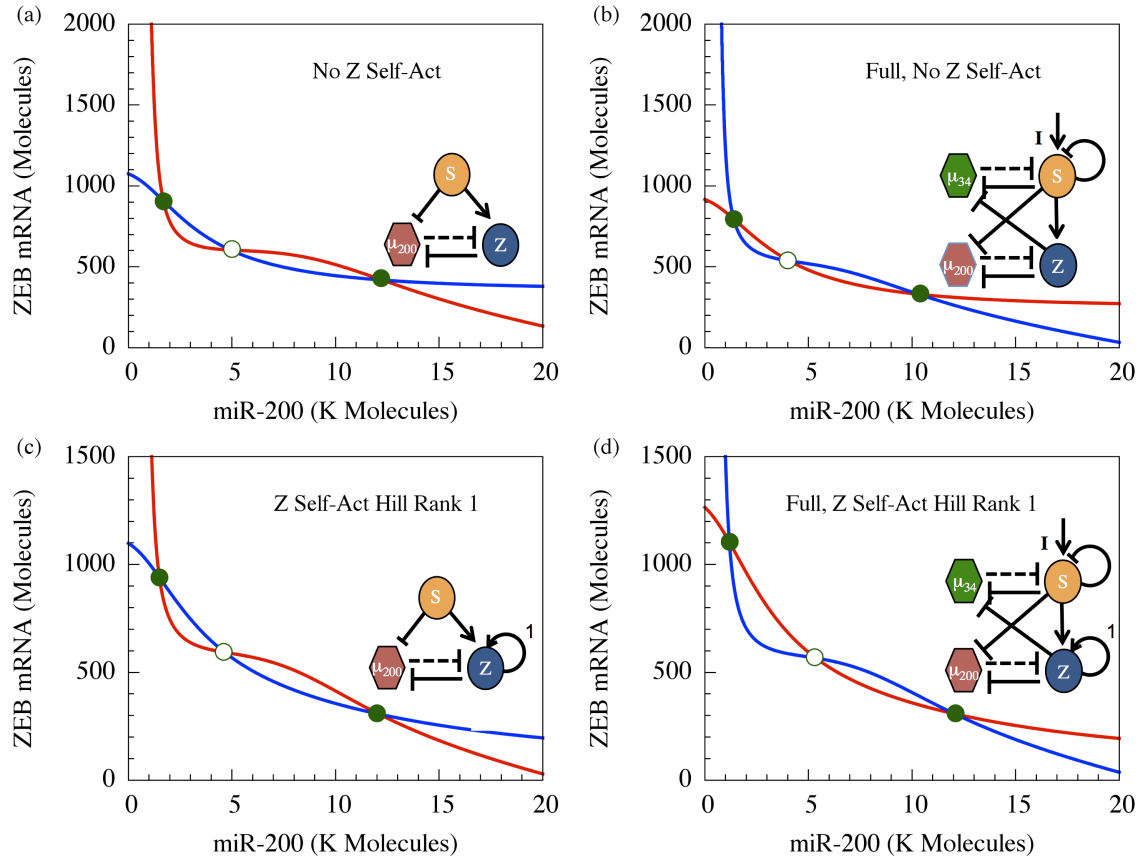 (a)
2000
1500
1000
500
0
ZEB mRNA (Molecules)
No Z Self-Act
S
μ200
Z
0 5 10 15 20
miR-200 (K Molecules)
(b)
2000
1500
1000
500
0
ZEB mRNA (Molecules)
Full, No Z Self-Act
I
μ34
S
μ200
Z
0 5 10 15 20
miR-200 (K Molecules)
(c)
1500
1000
500
0
ZEB mRNA (Molecules)
Z Self-Act Hill Rank 1
S
1
μ200
Z
0 5 10 15 20
miR-200 (K Molecules)
(d)
1500
1000
500
0
ZEB mRNA (Molecules)
Full, Z Self-Act Hill Rank 1
I
μ34
S
1
μ200
Z
0 5 10 15 20
miR-200 (K Molecules)